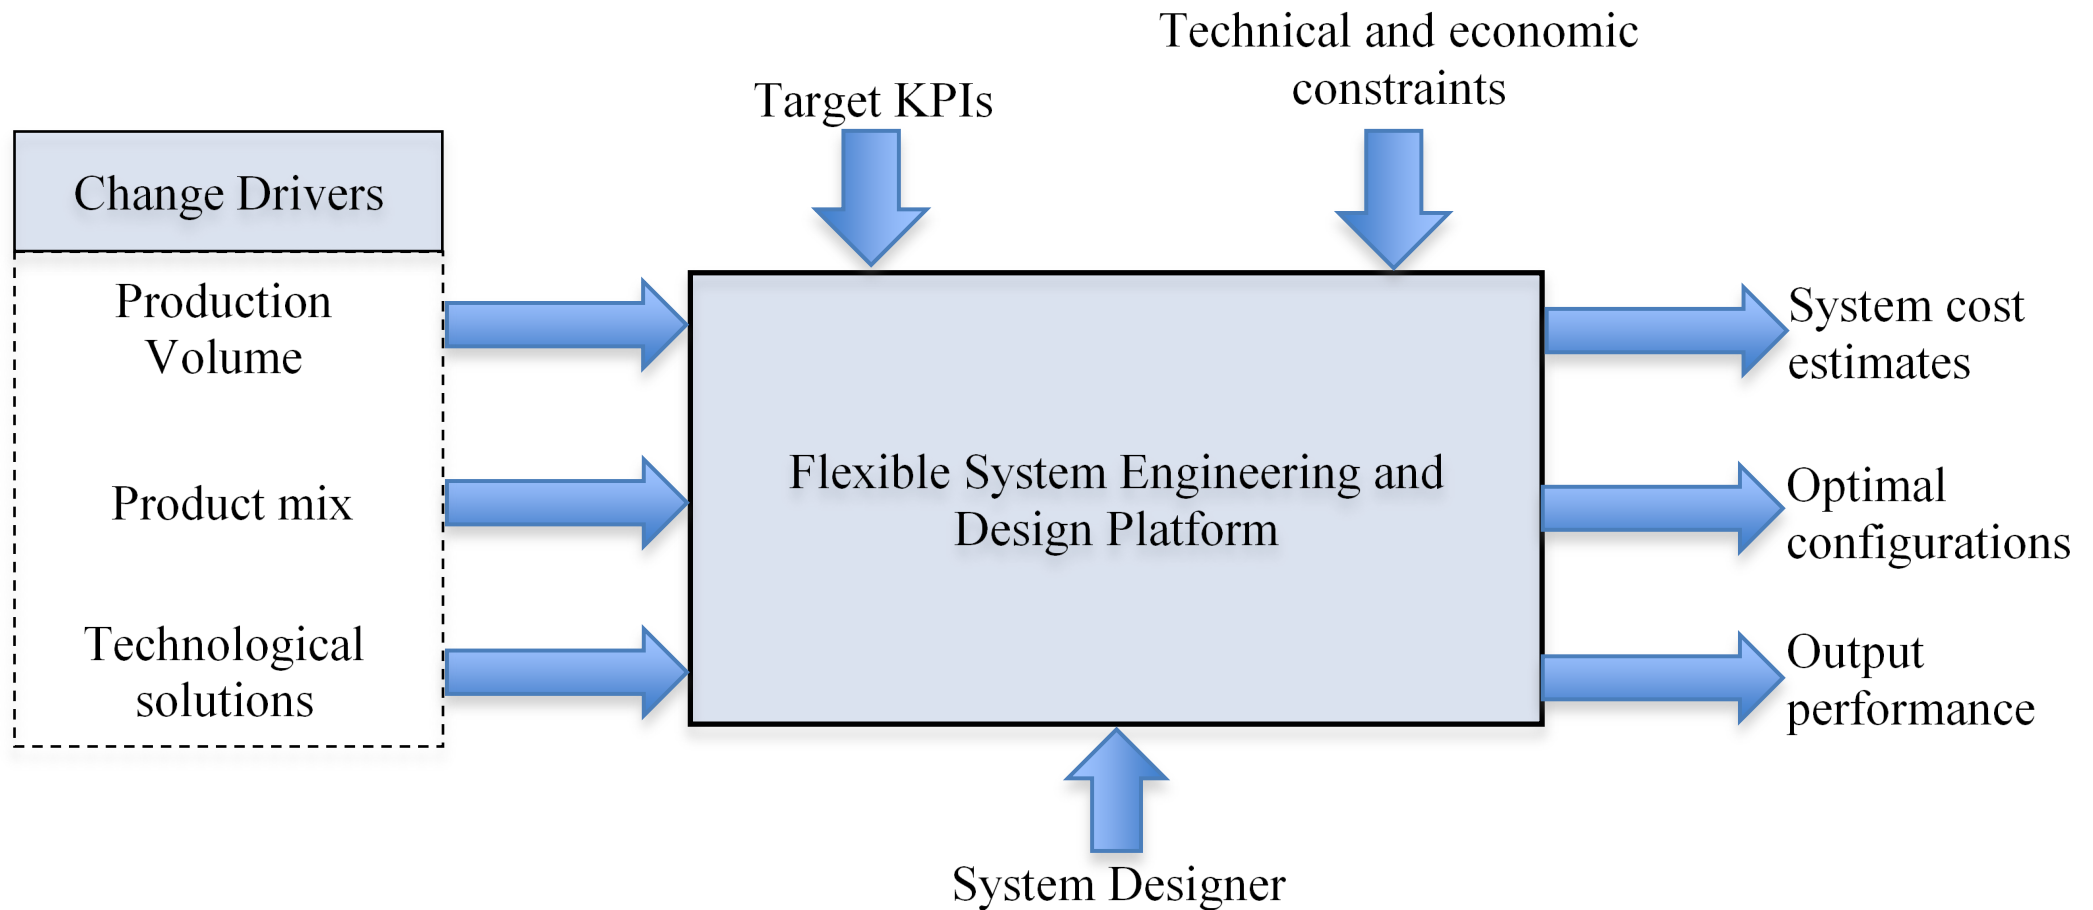 Technical and economic
constraints
Target KPIs
Change Drivers
Production
Volume
Product mix
Technological
solutions
Flexible System Engineering and
Design Platform
System cost
estimates
Optimal
configurations
Output
performance
System Designer